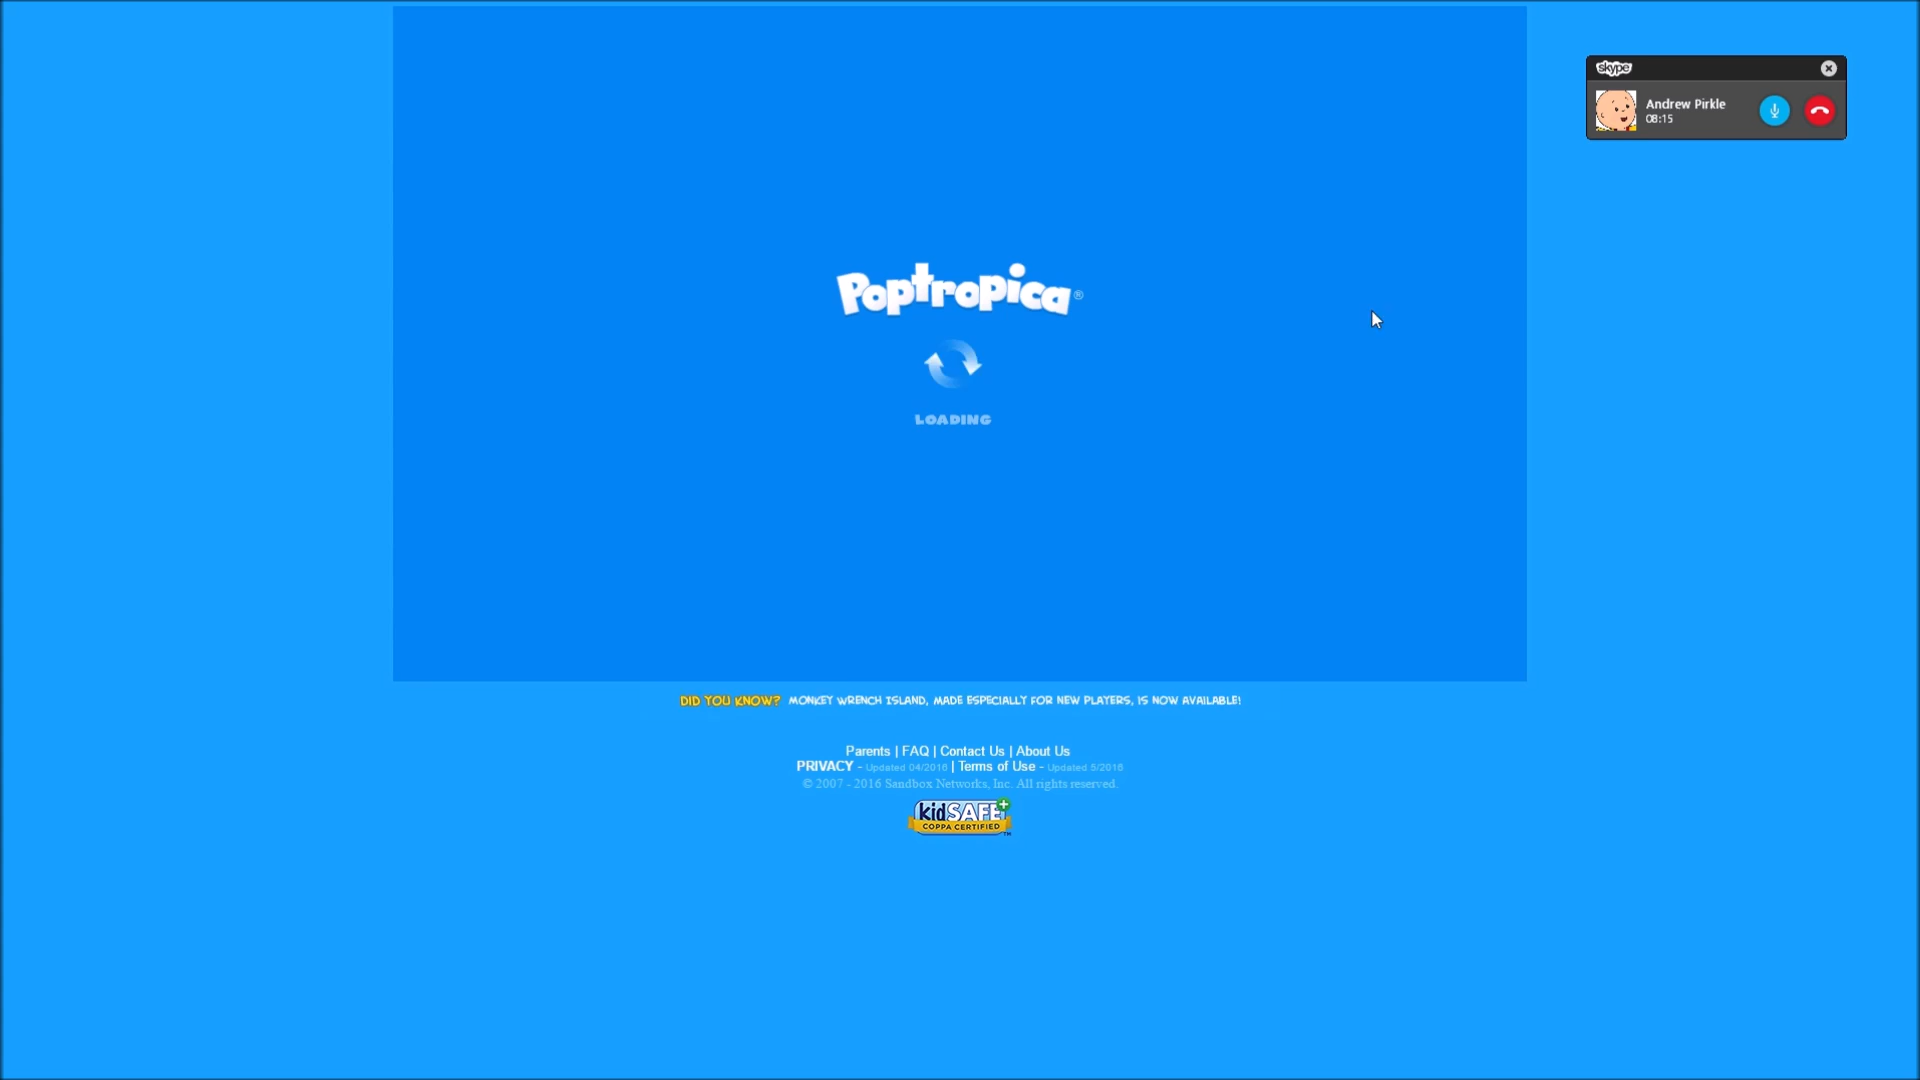 skype
Andrew Pirkle
08:15
Poptropica®
LOADING
DID YOU KNOW? MONKEY WRENCH ISLAND, MADE ESPECIALLY FOR NEW PLAYERS, IS NOW AVAILABLE!
Parents | FAQ | Contact Us | About Us
PRIVACY - Updated 04/2016 | Terms of Use - Updated 5/2016
© 2007 - 2016 Sandbox Networks, Inc. All rights reserved.
kidSAFE+
COPPA CERTIFIED™